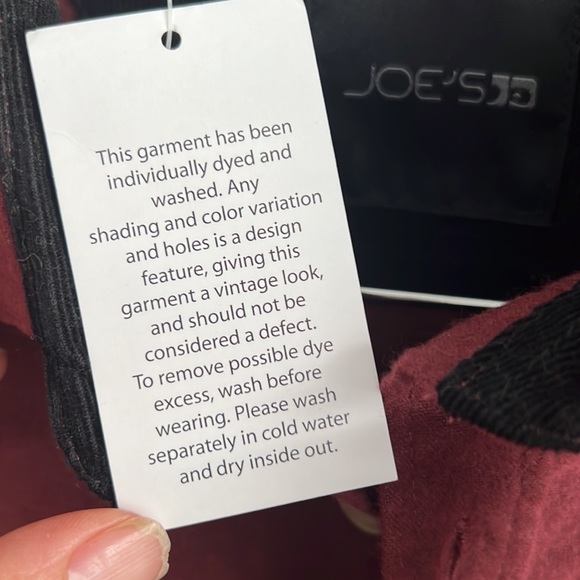 JOE'S
This garment has been
individually dyed and
washed. Any
shading and color variation
and holes is a design
feature, giving this
garment a vintage look,
and should not be
considered a defect.
To remove possible dye
excess, wash before
wearing. Please wash
separately in cold water
and dry inside out.